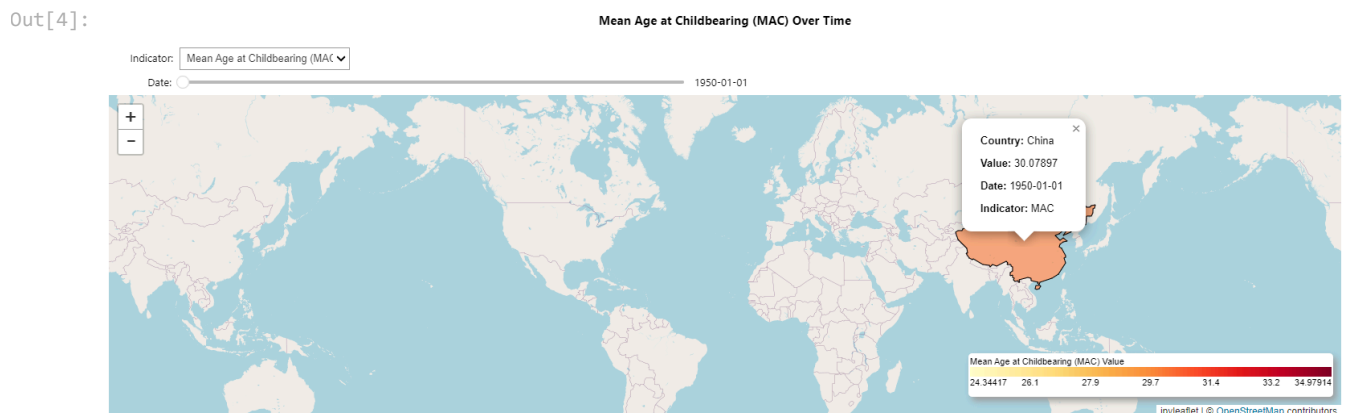 Out[4]:
Mean Age at Childbearing (MAC) Over Time
Indicator: Mean Age at Childbearing (MAC
Date: 1950-01-01
+
−
×
Country: China
Value: 30.07897
Date: 1950-01-01
Indicator: MAC
Mean Age at Childbearing (MAC) Value
24.34417 26.1 27.9 29.7 31.4 33.2 34.97914
ipyleaflet | © OpenStreetMap contributors